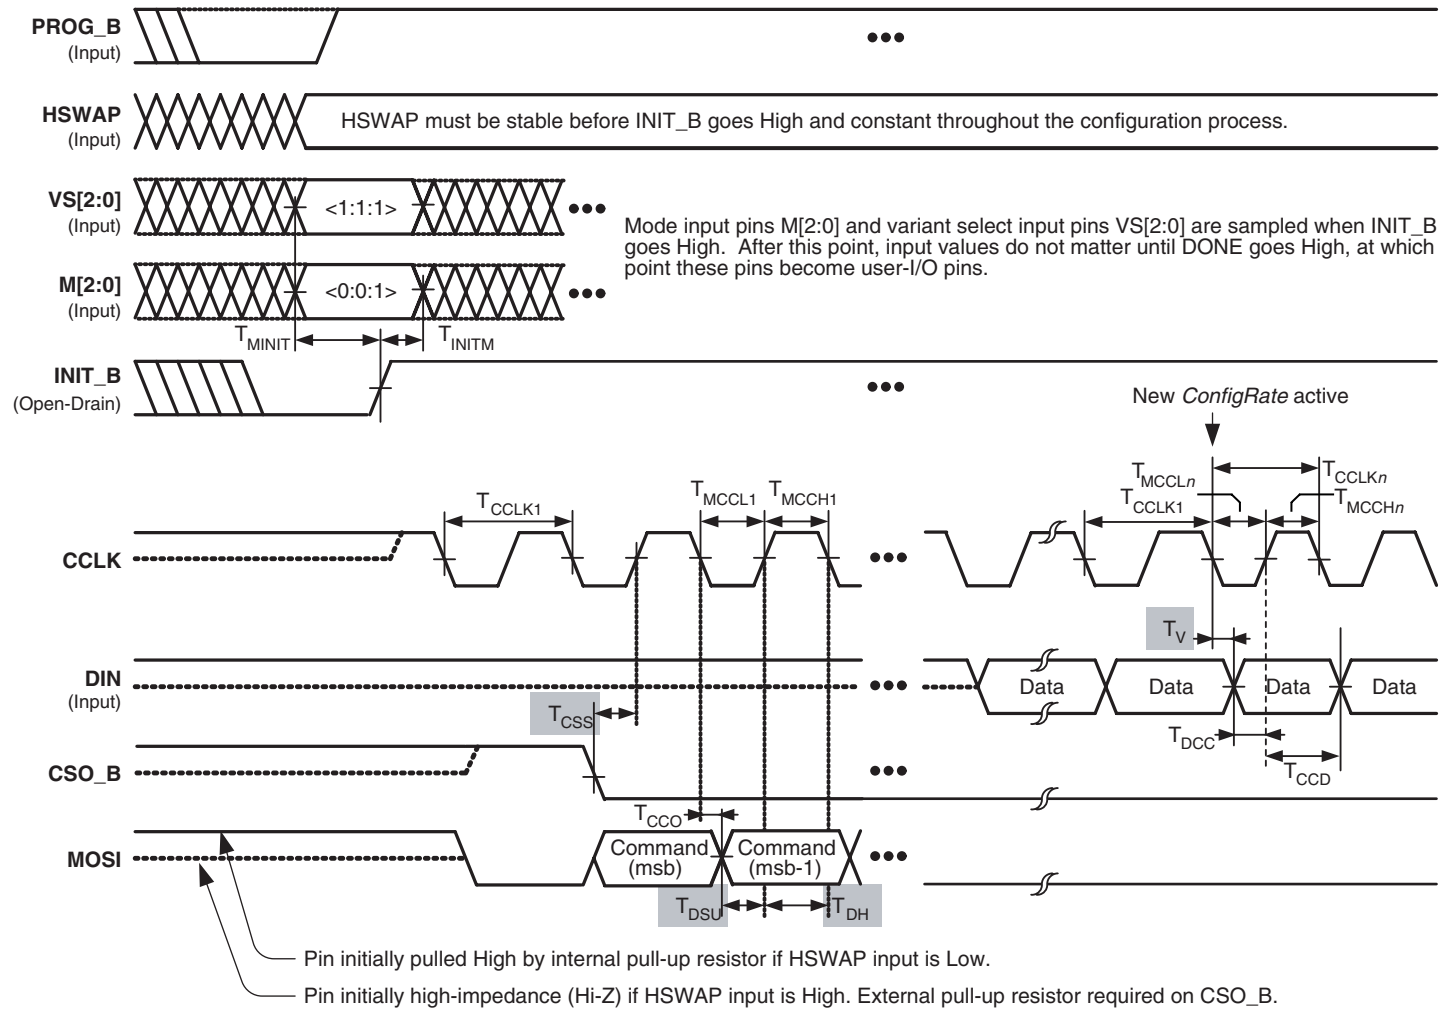 PROG_B
(Input)
HSWAP
(Input)
HSWAP must be stable before INIT_B goes High and constant throughout the configuration process.
VS[2:0]
(Input)
<1:1:1>
Mode input pins M[2:0] and variant select input pins VS[2:0] are sampled when INIT_B
goes High. After this point, input values do not matter until DONE goes High, at which
point these pins become user-I/O pins.
M[2:0]
(Input)
<0:0:1>
TMINIT
TINITM
INIT_B
(Open-Drain)
New ConfigRate active
TCCLK1
TMCCL1
TMCCH1
TMCCLn
TCCLK1
TCCLKn
TMCCHn
CCLK
TV
DIN
(Input)
Data
Data
Data
Data
TCSS
TDCC
TCCD
CSO_B
TCCO
MOSI
Command
(msb)
Command
(msb-1)
TDSU
TDH
Pin initially pulled High by internal pull-up resistor if HSWAP input is Low.
Pin initially high-impedance (Hi-Z) if HSWAP input is High. External pull-up resistor required on CSO_B.